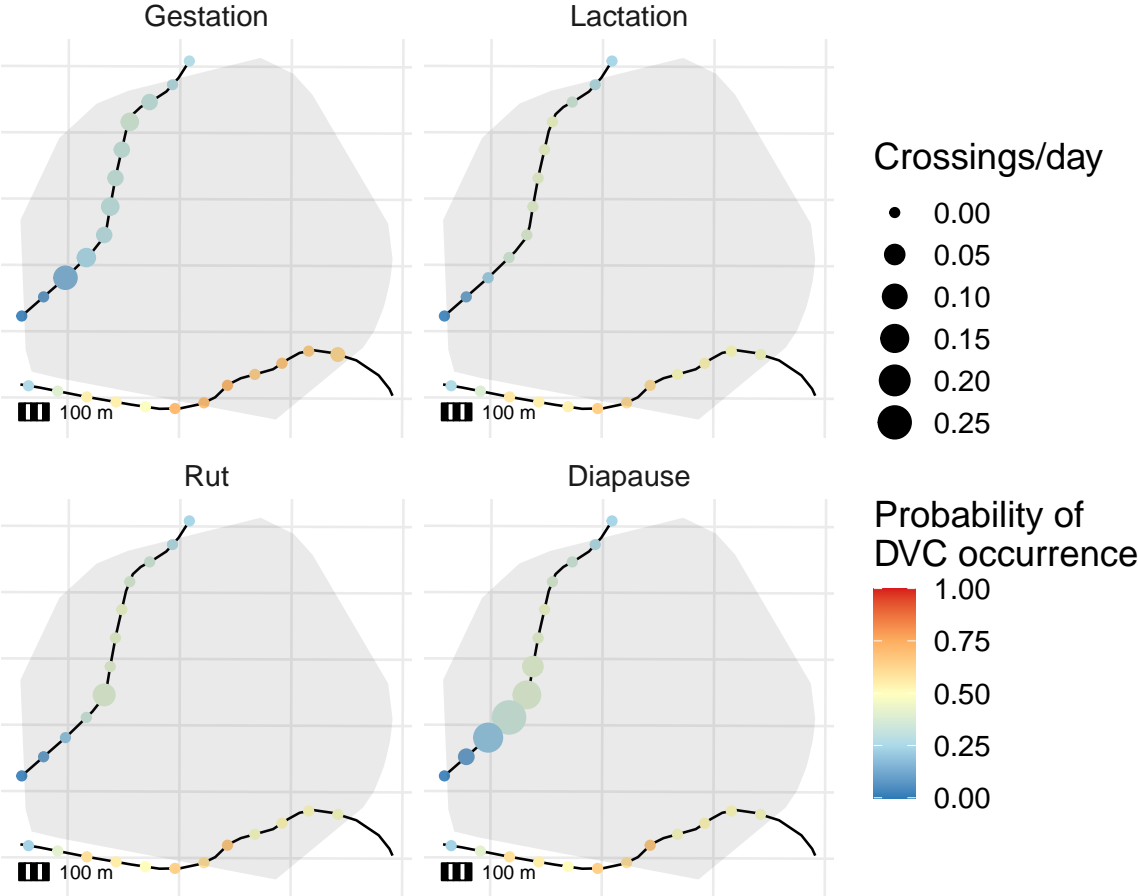 Gestation
Lactation
100 m
100 m
Rut
Diapause
100 m
100 m
Crossings/day
0.00
0.05
0.10
0.15
0.20
0.25
Probability of
DVC occurrence
1.00
0.75
0.50
0.25
0.00